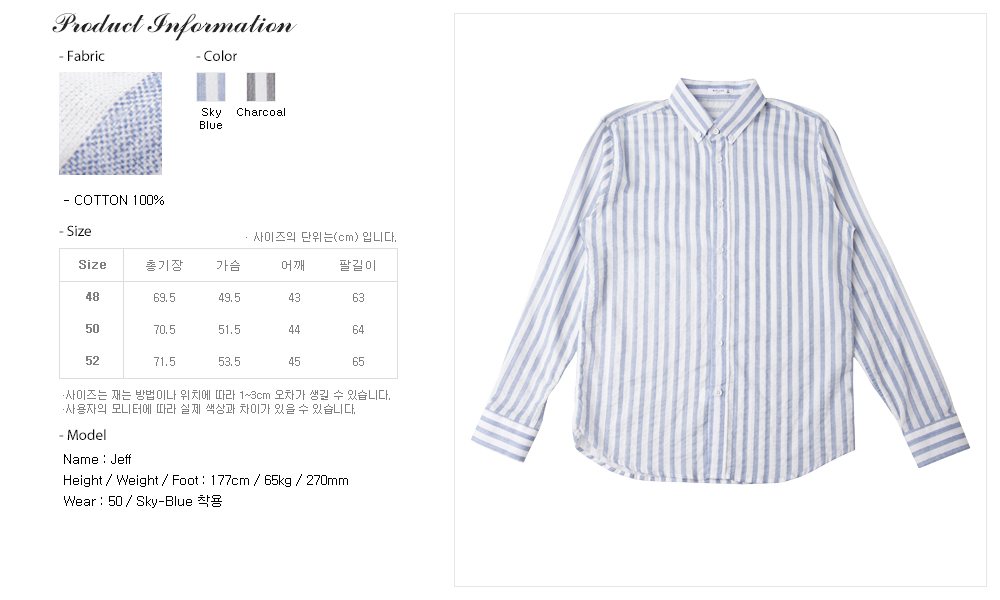 Product Information
- Fabric
- Color
Sky Blue
Charcoal
- COTTON 100%
- Size
· 사이즈의 단위는(cm) 입니다.
Size 총기장 가슴 어깨 팔길이
48 69.5 49.5 43 63
50 70.5 51.5 44 64
52 71.5 53.5 45 65
·사이즈는 재는 방법이나 위치에 따라 1~3cm 오차가 생길 수 있습니다.
·사용자의 모니터에 따라 실제 색상과 차이가 있을 수 있습니다.
- Model
Name : Jeff
Height / Weight / Foot : 177cm / 65kg / 270mm
Wear : 50 / Sky-Blue 착용